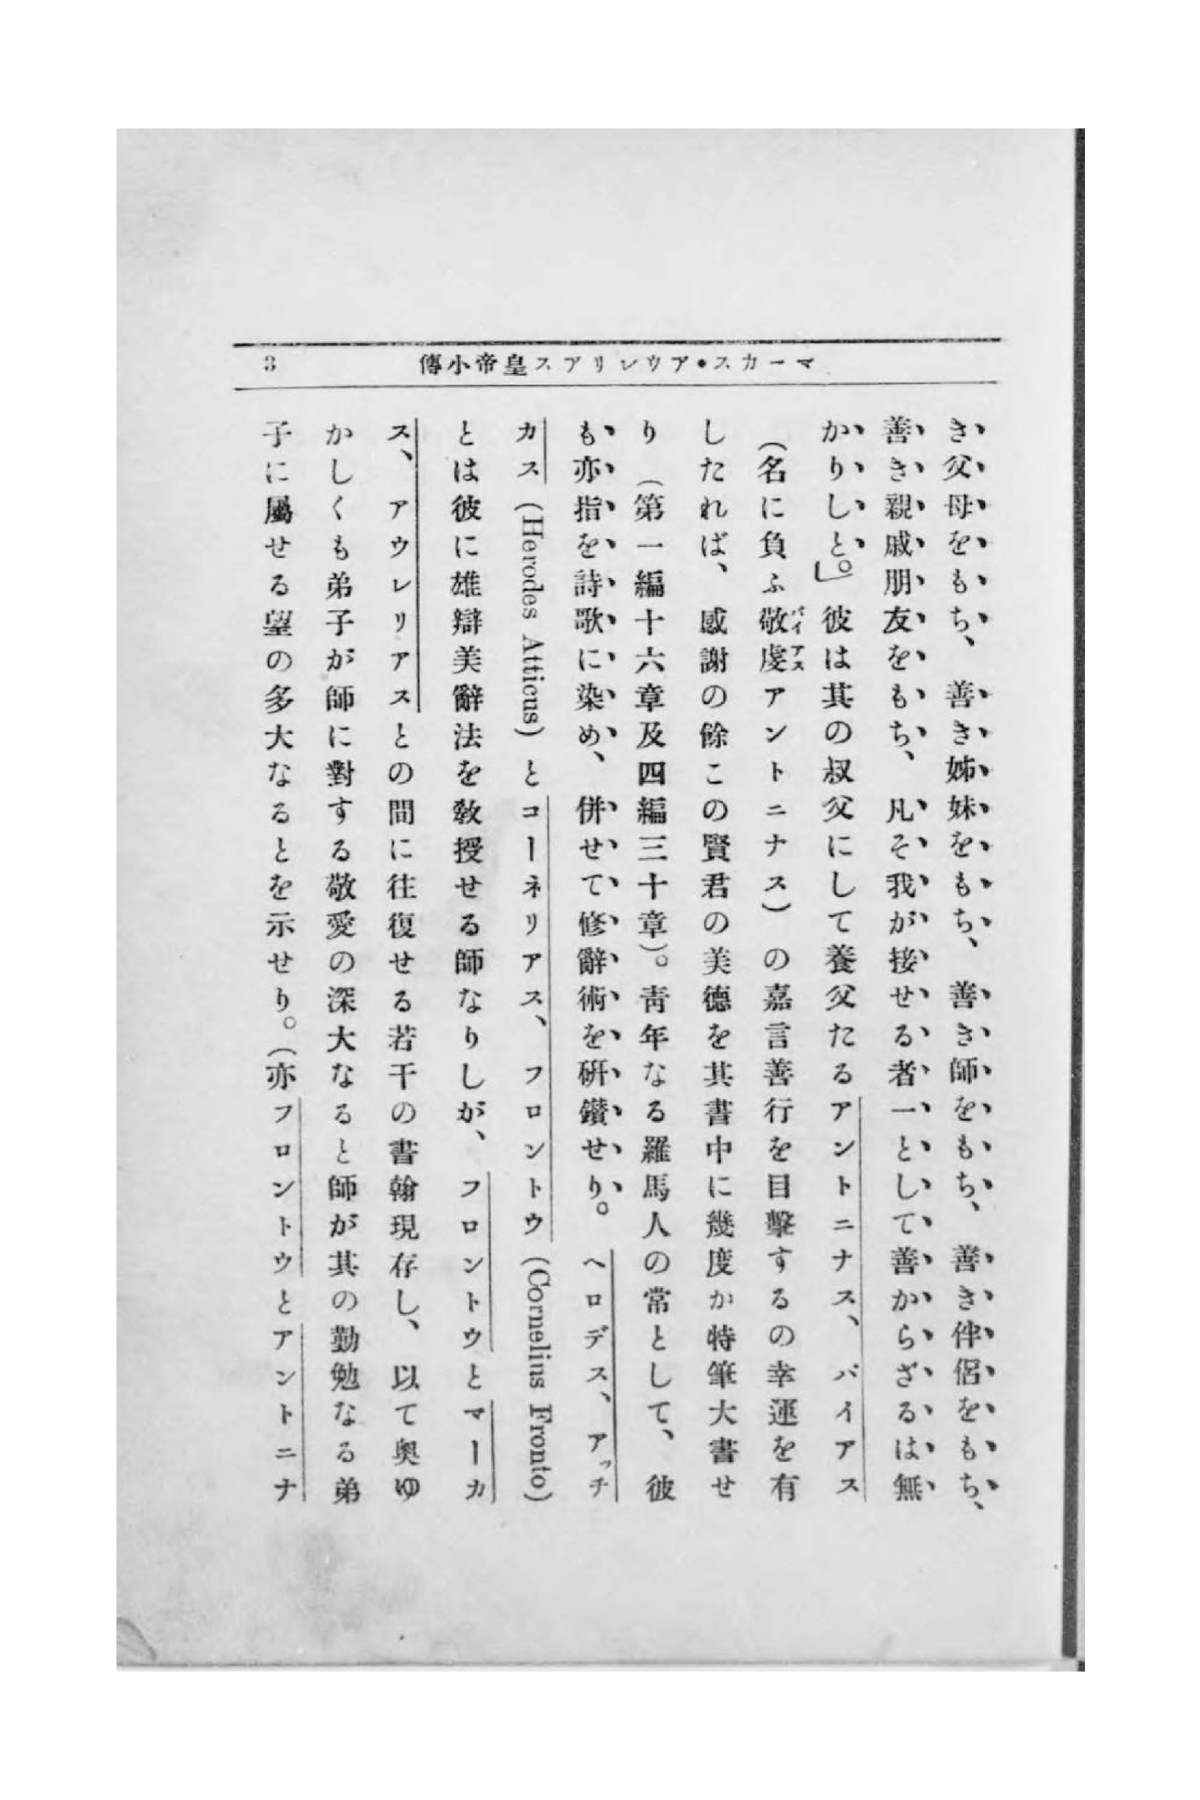 マーカス・アウレリアス皇帝小傳
3
き父母をもち、善き姊妹をもち、善き師をもち、善き伴侶をもち、
善き親戚朋友をもち、凡そ我が接せる者一として善からざるは無
かりしと。」彼は其の叔父にして養父たるアントニナス、パイアス
(名に負ふ敬虔パイアスアントニナス)の嘉言善行を目擊するの幸運を有
したれば、感謝の餘この賢君の美德を其書中に幾度か特筆大書せ
り(第一編十六章及四編三十章)。靑年なる羅馬人の常として、彼
も亦指を詩歌に染め、併せて修辭術を硏鑽せり。ヘロデス、アッチ
カス(Herodes Atticus)とコーネリアス、フロントウ(Cornelius Fronto)
とは彼に雄辯美辭法を敎授せる師なりしが、フロントウとマーカ
ス、アウレリアスとの間に往復せる若干の書翰現存し、以て奧ゆ
かしくも弟子が師に對する敬愛の深大なると師が其の勤勉なる弟
子に屬せる望の多大なるとを示せり。(亦フロントウとアントニナ